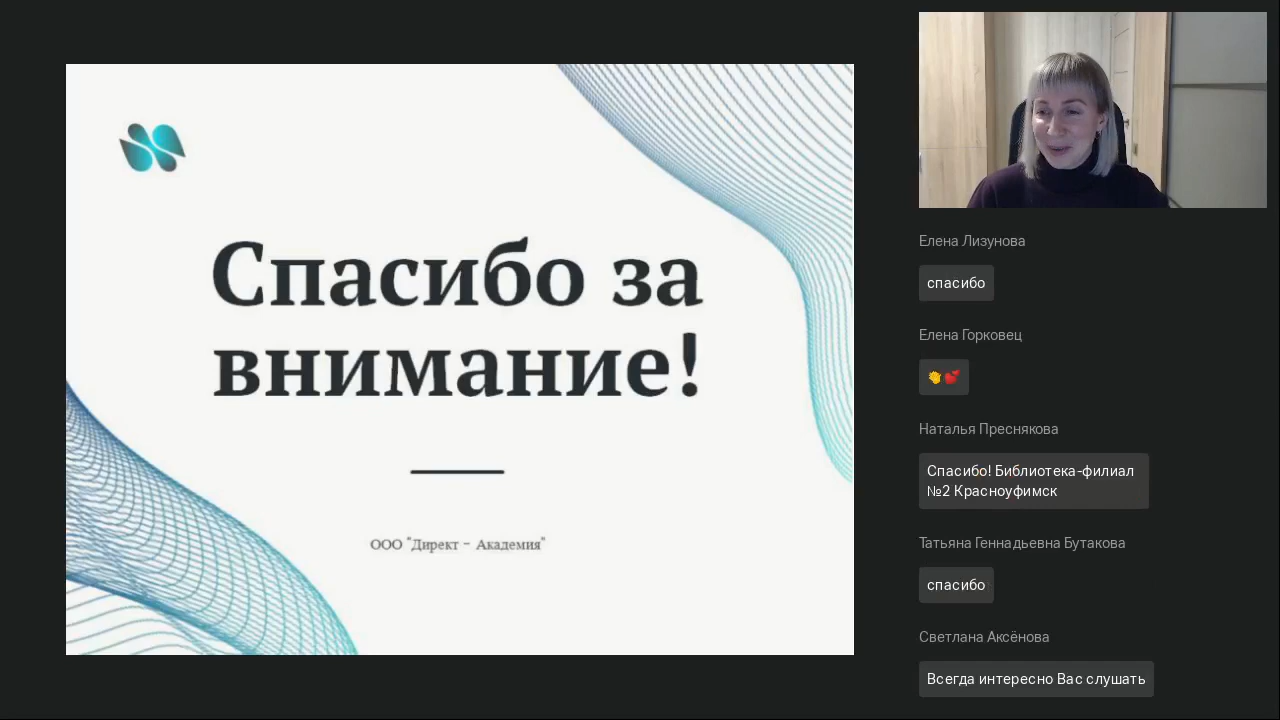 Спасибо за
внимание!
ООО "Директ - Академия"
Елена Лизунова
спасибо
Елена Горковец
👏💕
Наталья Преснякова
Спасибо! Библиотека-филиал
№2 Красноуфимск
Татьяна Геннадьевна Бутакова
спасибо
Светлана Аксёнова
Всегда интересно Вас слушать